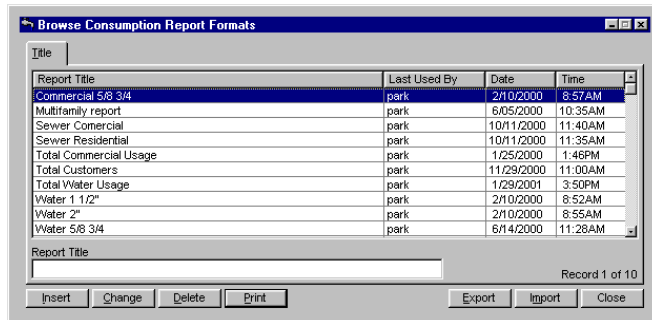 Browse Consumption Report Formats
Title
Report Title Last Used By Date Time
Commercial 5/8 3/4 park 2/10/2000 8:57AM
Multifamily report park 6/05/2000 10:35AM
Sewer Comercial park 10/11/2000 11:40AM
Sewer Residential park 10/11/2000 11:35AM
Total Commercial Usage park 1/25/2000 1:46PM
Total Customers park 11/29/2000 11:00AM
Total Water Usage park 1/29/2001 3:50PM
Water 1 1/2" park 2/10/2000 8:52AM
Water 2" park 2/10/2000 8:55AM
Water 5/8 3/4 park 6/14/2000 11:28AM
Report Title
Record 1 of 10
Insert Change Delete Print Export Import Close